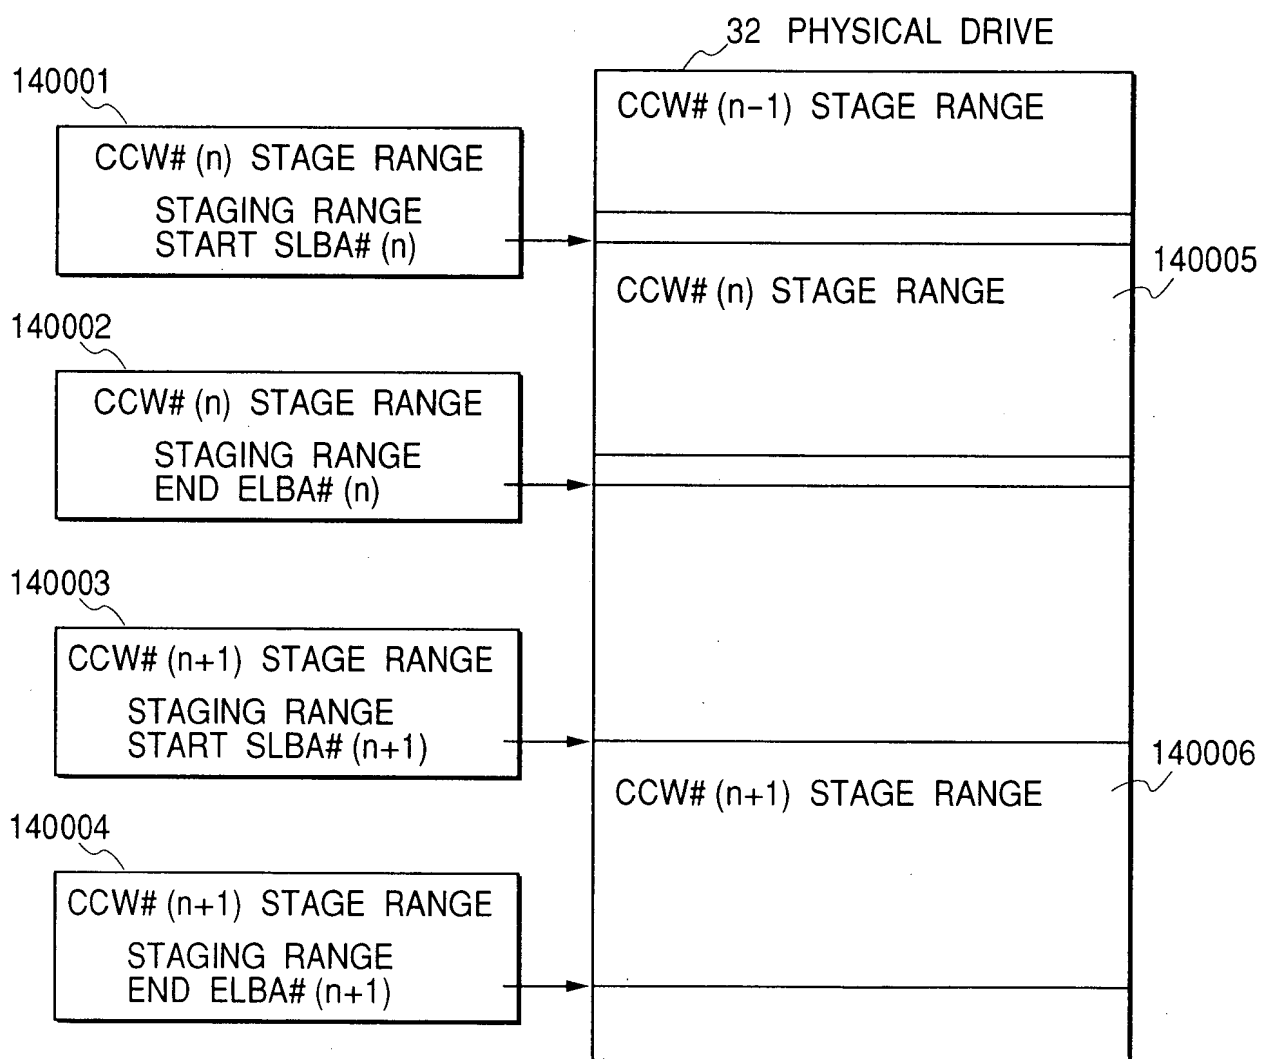 32 PHYSICAL DRIVE
140001
CCW# (n) STAGE RANGE
STAGING RANGE
START SLBA# (n)
140002
CCW# (n) STAGE RANGE
STAGING RANGE
END ELBA# (n)
140003
CCW# (n+1) STAGE RANGE
STAGING RANGE
START SLBA# (n+1)
140004
CCW# (n+1) STAGE RANGE
STAGING RANGE
END ELBA# (n+1)
CCW# (n-1) STAGE RANGE
CCW# (n) STAGE RANGE
140005
CCW# (n+1) STAGE RANGE
140006